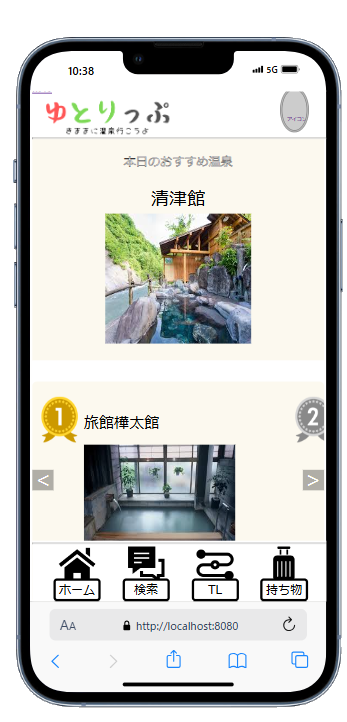 10:38
5G
ゆとりっぷ
きままに温泉行こうよ
アイコン
本日のおすすめ温泉
清津館
1
2
旅館樺太館
<
>
ホーム
検索
TL
持ち物
AA
http://localhost:8080